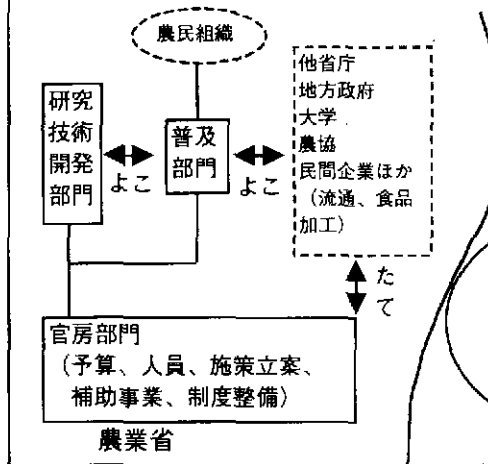 農民組織
研究
技術
開発
部門
よこ
普及
部門
よこ
他省庁
地方政府
大学
農協
民間企業ほか
（流通、食品
加工）
たて
官房部門
（予算、人員、施策立案、
補助事業、制度整備）
農業省